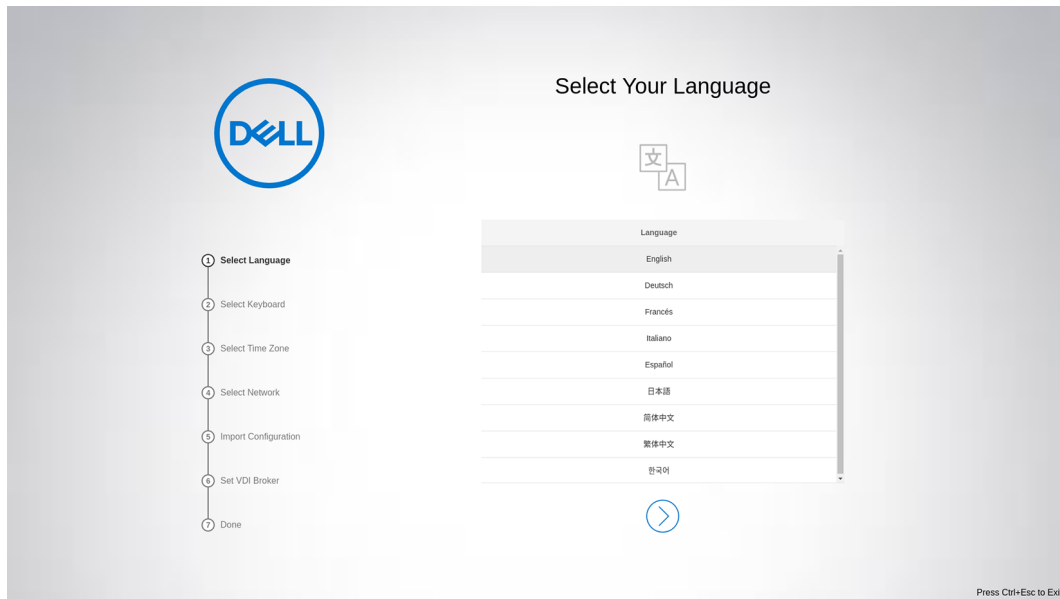 DELL
Select Your Language
文
A
Language
English
Deutsch
Francés
Italiano
Español
日本語
简体中文
繁体中文
한국어
1 Select Language
2 Select Keyboard
3 Select Time Zone
4 Select Network
5 Import Configuration
6 Set VDI Broker
7 Done
Press Ctrl+Esc to Exi